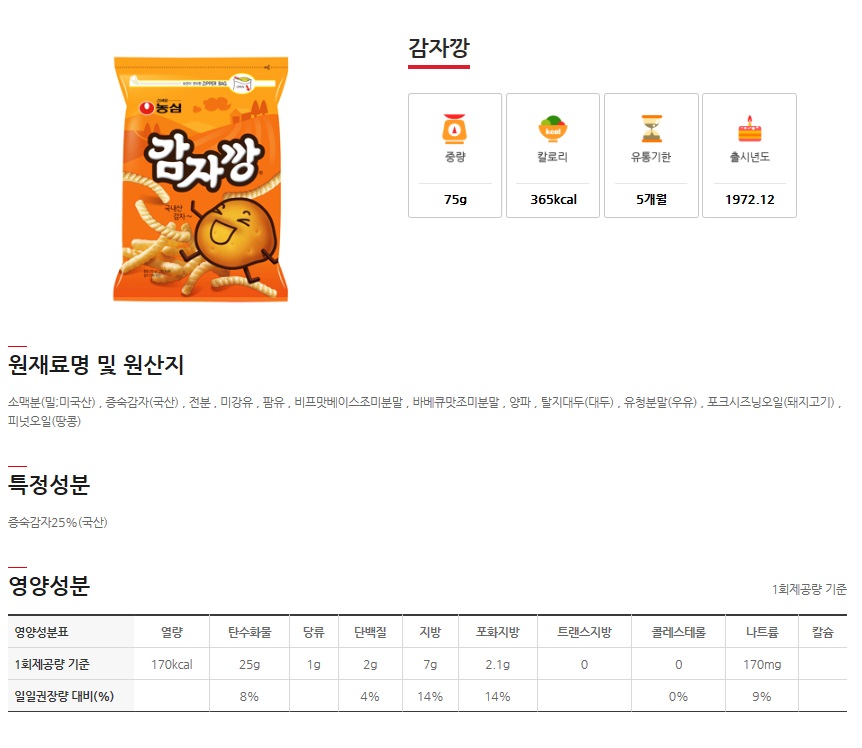 감자깡
지퍼백 ZIPPER BAG
농심
감자깡
국내산
감자~
중량
칼로리
유통기한
출시년도
75g
365kcal
5개월
1972.12
원재료명 및 원산지
소맥분(밀;미국산) , 증숙감자(국산) , 전분 , 미강유 , 팜유 , 비프맛베이스조미분말 , 바베큐맛조미분말 , 양파 , 탈지대두(대두) , 유청분말(우유) , 포크시즈닝오일(돼지고기) ,
피넛오일(땅콩)
특정성분
증숙감자25%(국산)
영양성분
1회제공량 기준
영양성분표 열량 탄수화물 당류 단백질 지방 포화지방 트랜스지방 콜레스테롤 나트륨 칼슘
1회제공량 기준 170kcal 25g 1g 2g 7g 2.1g 0 0 170mg
일일권장량 대비(%) 8% 4% 14% 14% 0% 9%